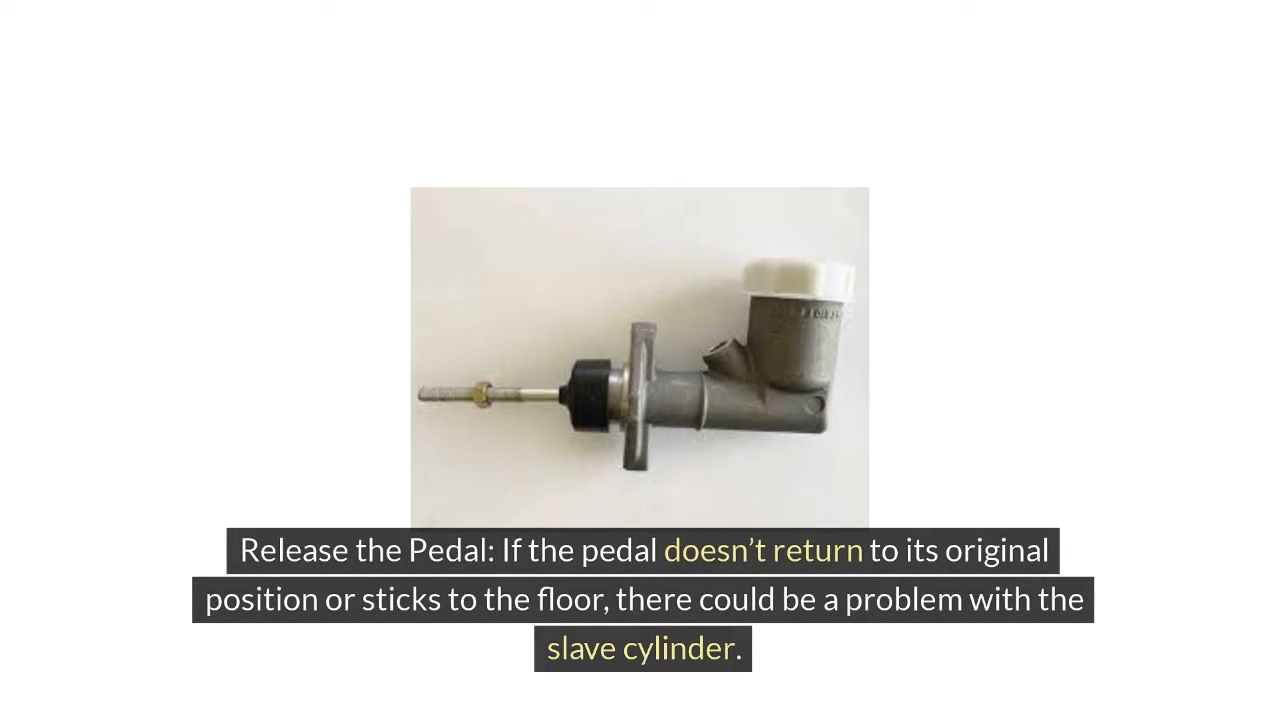 Release the Pedal: If the pedal doesn’t return to its original
position or sticks to the floor, there could be a problem with the
slave cylinder.